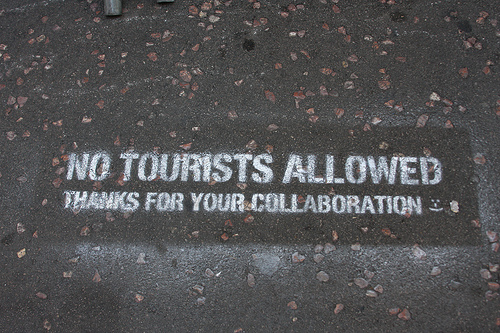 NO TOURISTS ALLOWED
THANKS FOR YOUR COLLABORATION :)